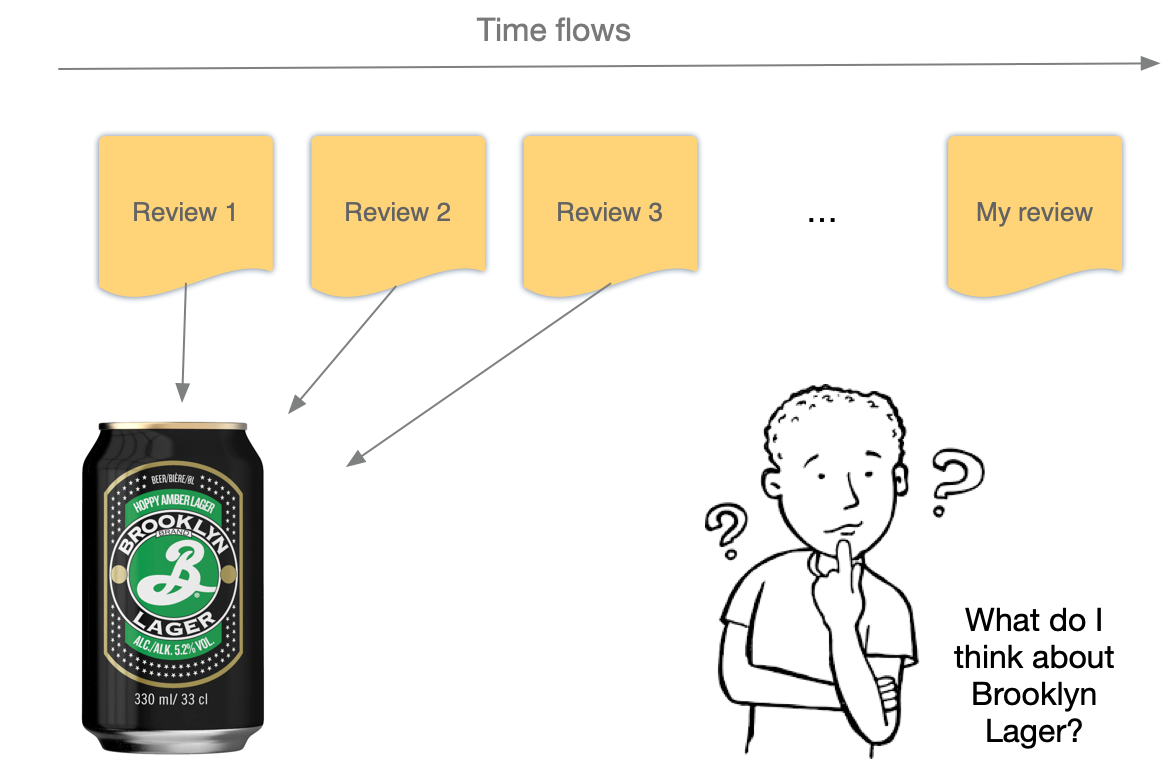 Time flows
Review 1
Review 2
Review 3
...
My review
BEER/BIÈRE/ØL
HOPPY AMBER LAGER
BROOKLYN
BRAND
B
LAGER
ALC./ALK. 5.2% VOL.
330 ml/ 33 cl
?
?
What do I
think about
Brooklyn
Lager?